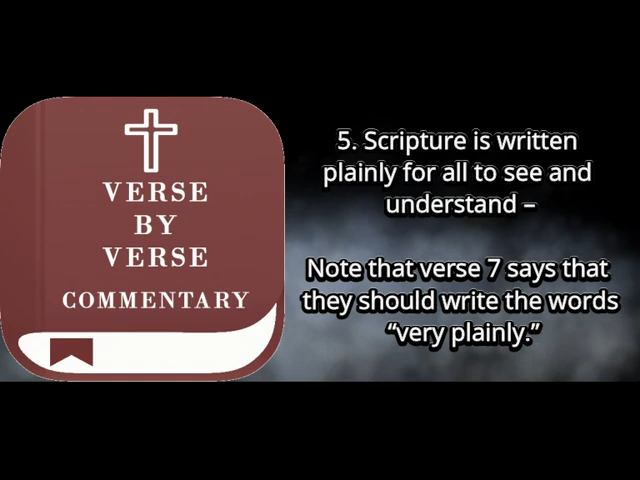 VERSE
BY
VERSE
COMMENTARY
5. Scripture is written
plainly for all to see and
understand –
Note that verse 7 says that
they should write the words
“very plainly.”